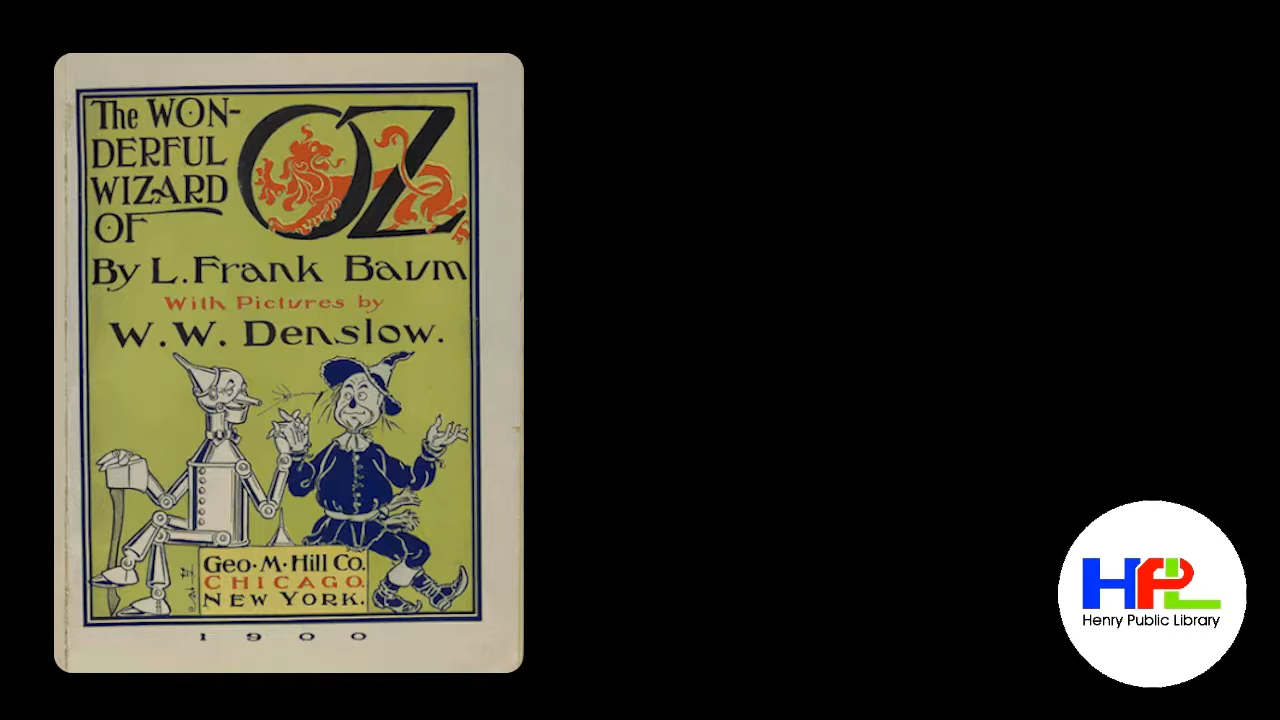 The WON-
DERFUL
WIZARD
OF
OZ
By L. Frank Baum
With Pictures by
W. W. Denslow.
Geo. M. Hill Co.
CHICAGO.
NEW YORK.
1900
HPL
Henry Public Library